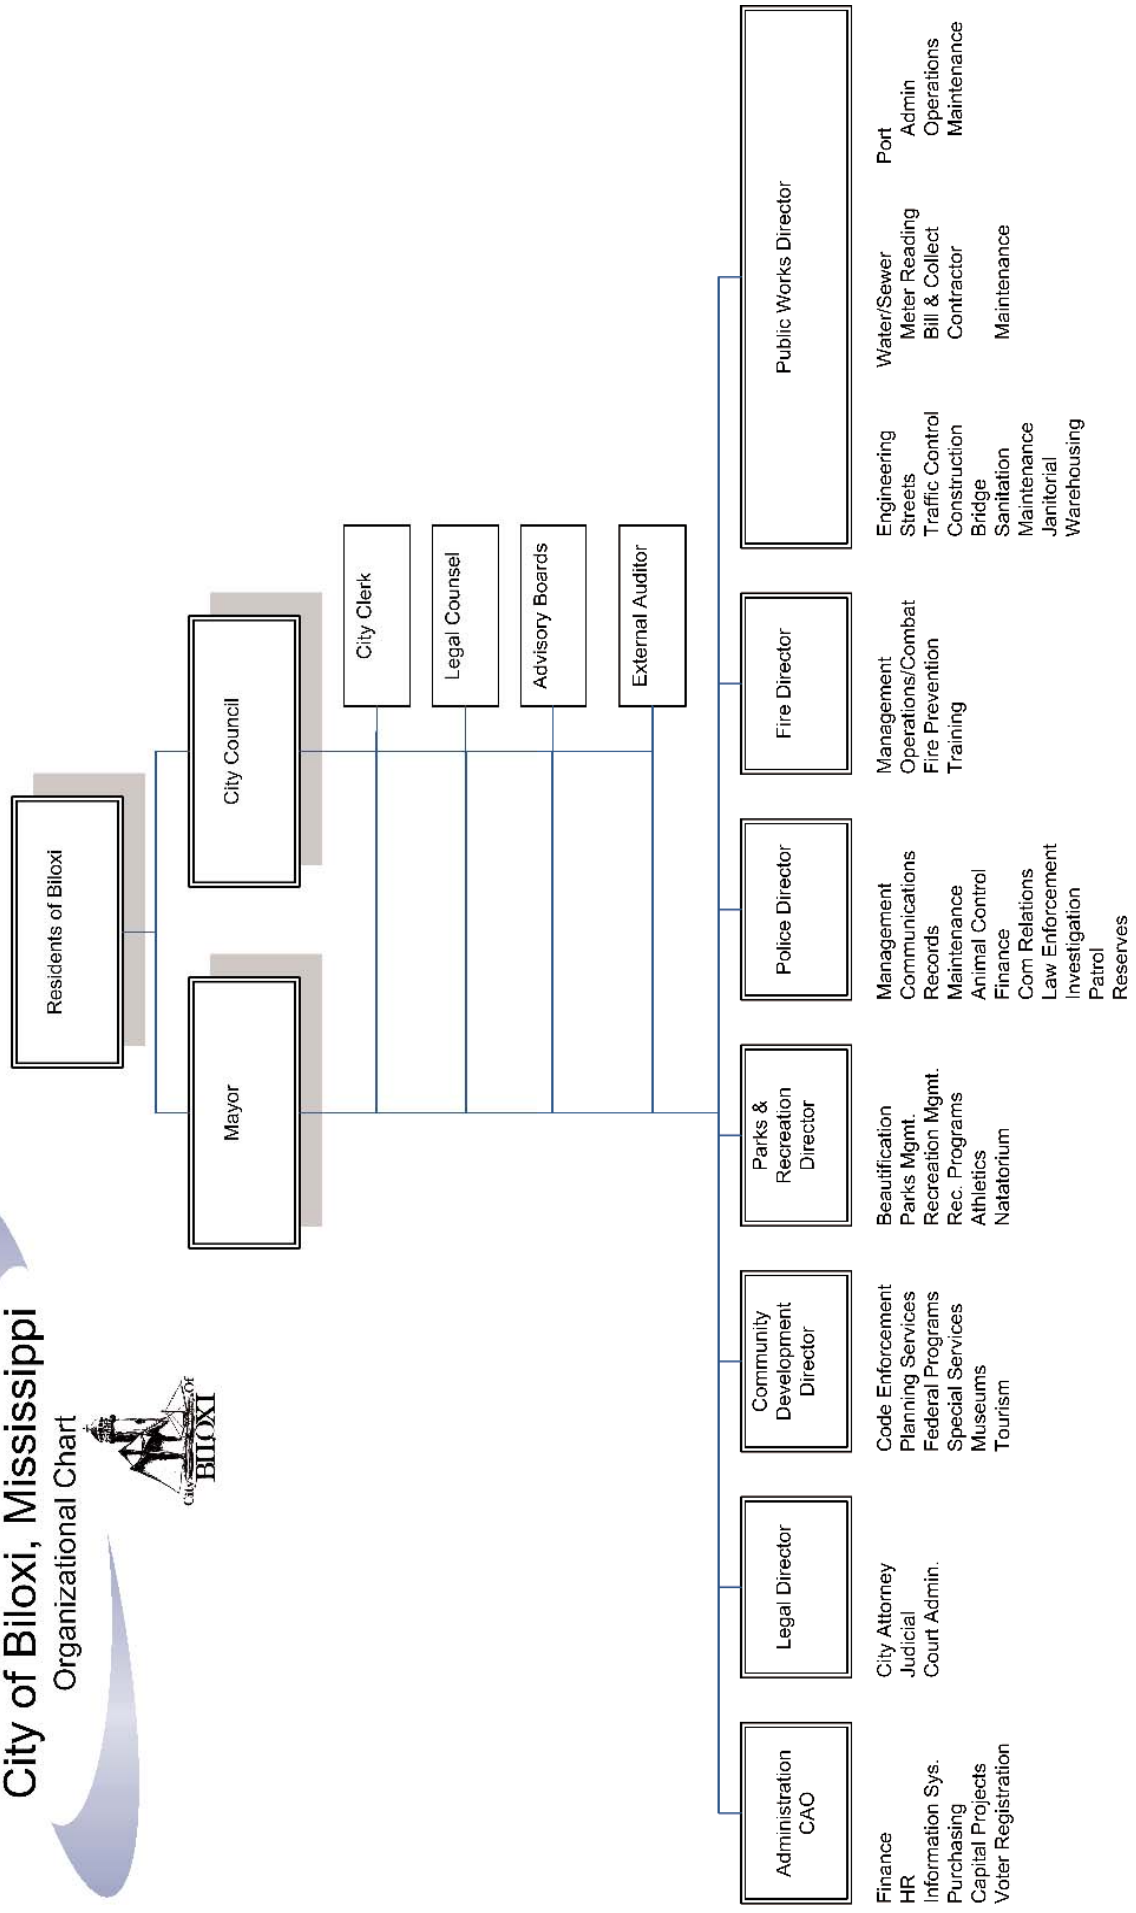 City of Biloxi, Mississippi
Organizational Chart
City Of
BILOXI
Residents of Biloxi
Mayor
City Council
City Clerk
Legal Counsel
Advisory Boards
External Auditor
Administration
CAO
Finance
HR
Information Sys.
Purchasing
Capital Projects
Voter Registration
Legal Director
City Attorney
Judicial
Court Admin.
Community
Development
Director
Code Enforcement
Planning Services
Federal Programs
Special Services
Museums
Tourism
Parks &
Recreation
Director
Beautification
Parks Mgmt.
Recreation Mgmt.
Rec. Programs
Athletics
Natatorium
Police Director
Management
Communications
Records
Maintenance
Animal Control
Finance
Com Relations
Law Enforcement
Investigation
Patrol
Reserves
Fire Director
Management
Operations/Combat
Fire Prevention
Training
Public Works Director
Engineering
Streets
Traffic Control
Construction
Bridge
Sanitation
Maintenance
Janitorial
Warehousing
Water/Sewer
Meter Reading
Bill & Collect
Contractor
Maintenance
Port
Admin
Operations
Maintenance